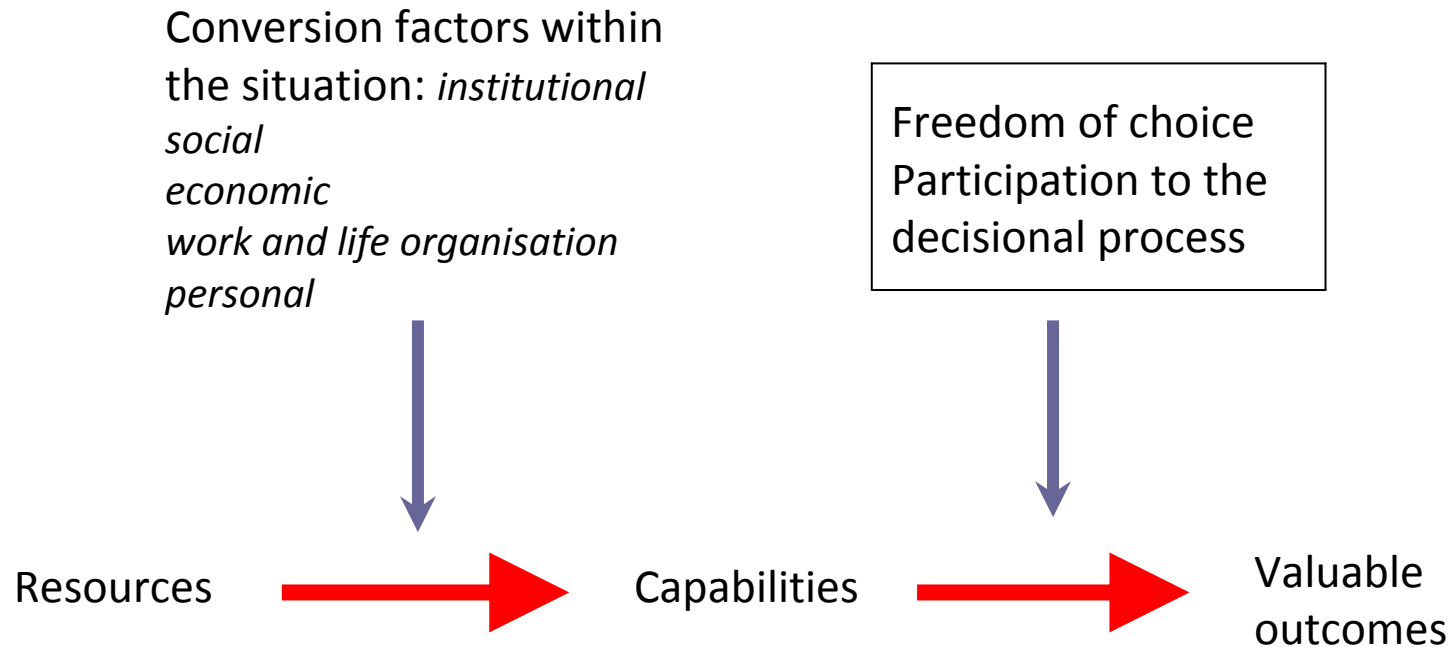 Conversion factors within
the situation: institutional
social
economic
work and life organisation
personal
Freedom of choice
Participation to the
decisional process
Resources
Capabilities
Valuable
outcomes